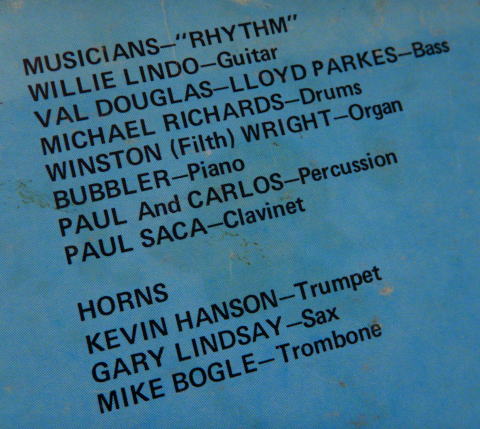 MUSICIANS—"RHYTHM"
WILLIE LINDO—Guitar
VAL DOUGLAS—LLOYD PARKES—Bass
MICHAEL RICHARDS—Drums
WINSTON (Filth) WRIGHT—Organ
BUBBLER—Piano
PAUL And CARLOS—Percussion
PAUL SACA—Clavinet
HORNS
KEVIN HANSON—Trumpet
GARY LINDSAY—Sax
MIKE BOGLE—Trombone